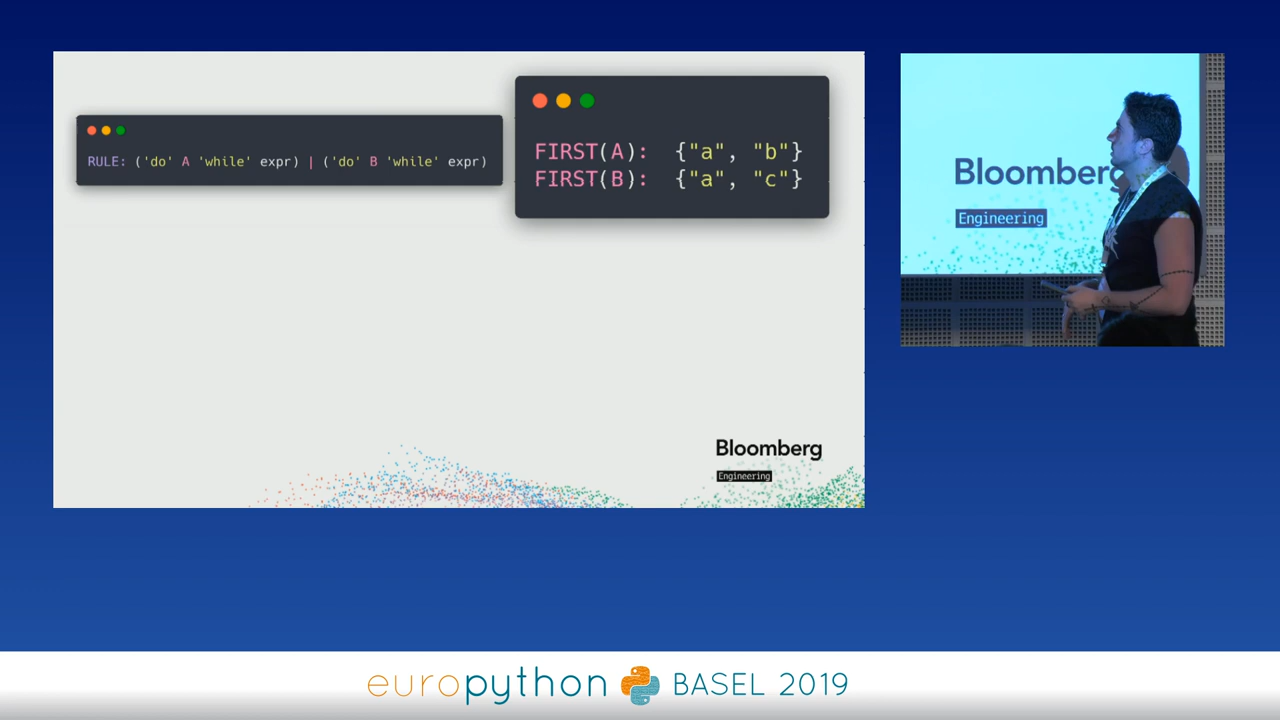 RULE: ('do' A 'while' expr) | ('do' B 'while' expr)
FIRST(A): {"a", "b"}
FIRST(B): {"a", "c"}
Bloomberg
Engineering
Bloomberg
Engineering
europython BASEL 2019